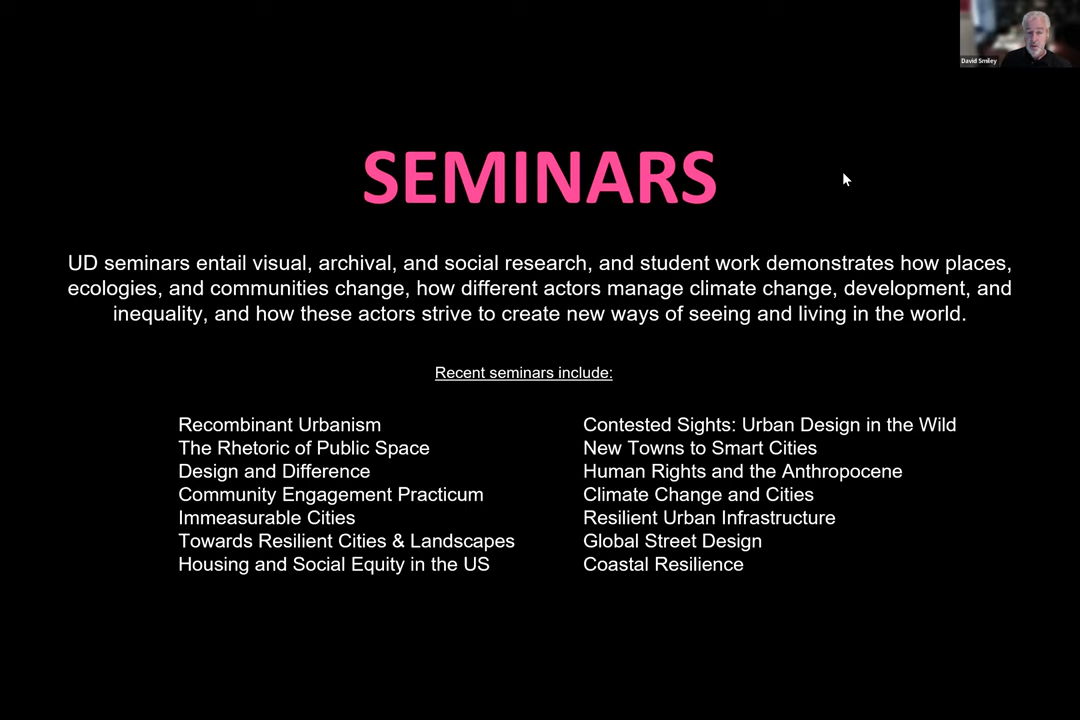 David Smiley
SEMINARS
UD seminars entail visual, archival, and social research, and student work demonstrates how places,
ecologies, and communities change, how different actors manage climate change, development, and
inequality, and how these actors strive to create new ways of seeing and living in the world.
Recent seminars include:
Recombinant Urbanism
The Rhetoric of Public Space
Design and Difference
Community Engagement Practicum
Immeasurable Cities
Towards Resilient Cities & Landscapes
Housing and Social Equity in the US
Contested Sights: Urban Design in the Wild
New Towns to Smart Cities
Human Rights and the Anthropocene
Climate Change and Cities
Resilient Urban Infrastructure
Global Street Design
Coastal Resilience